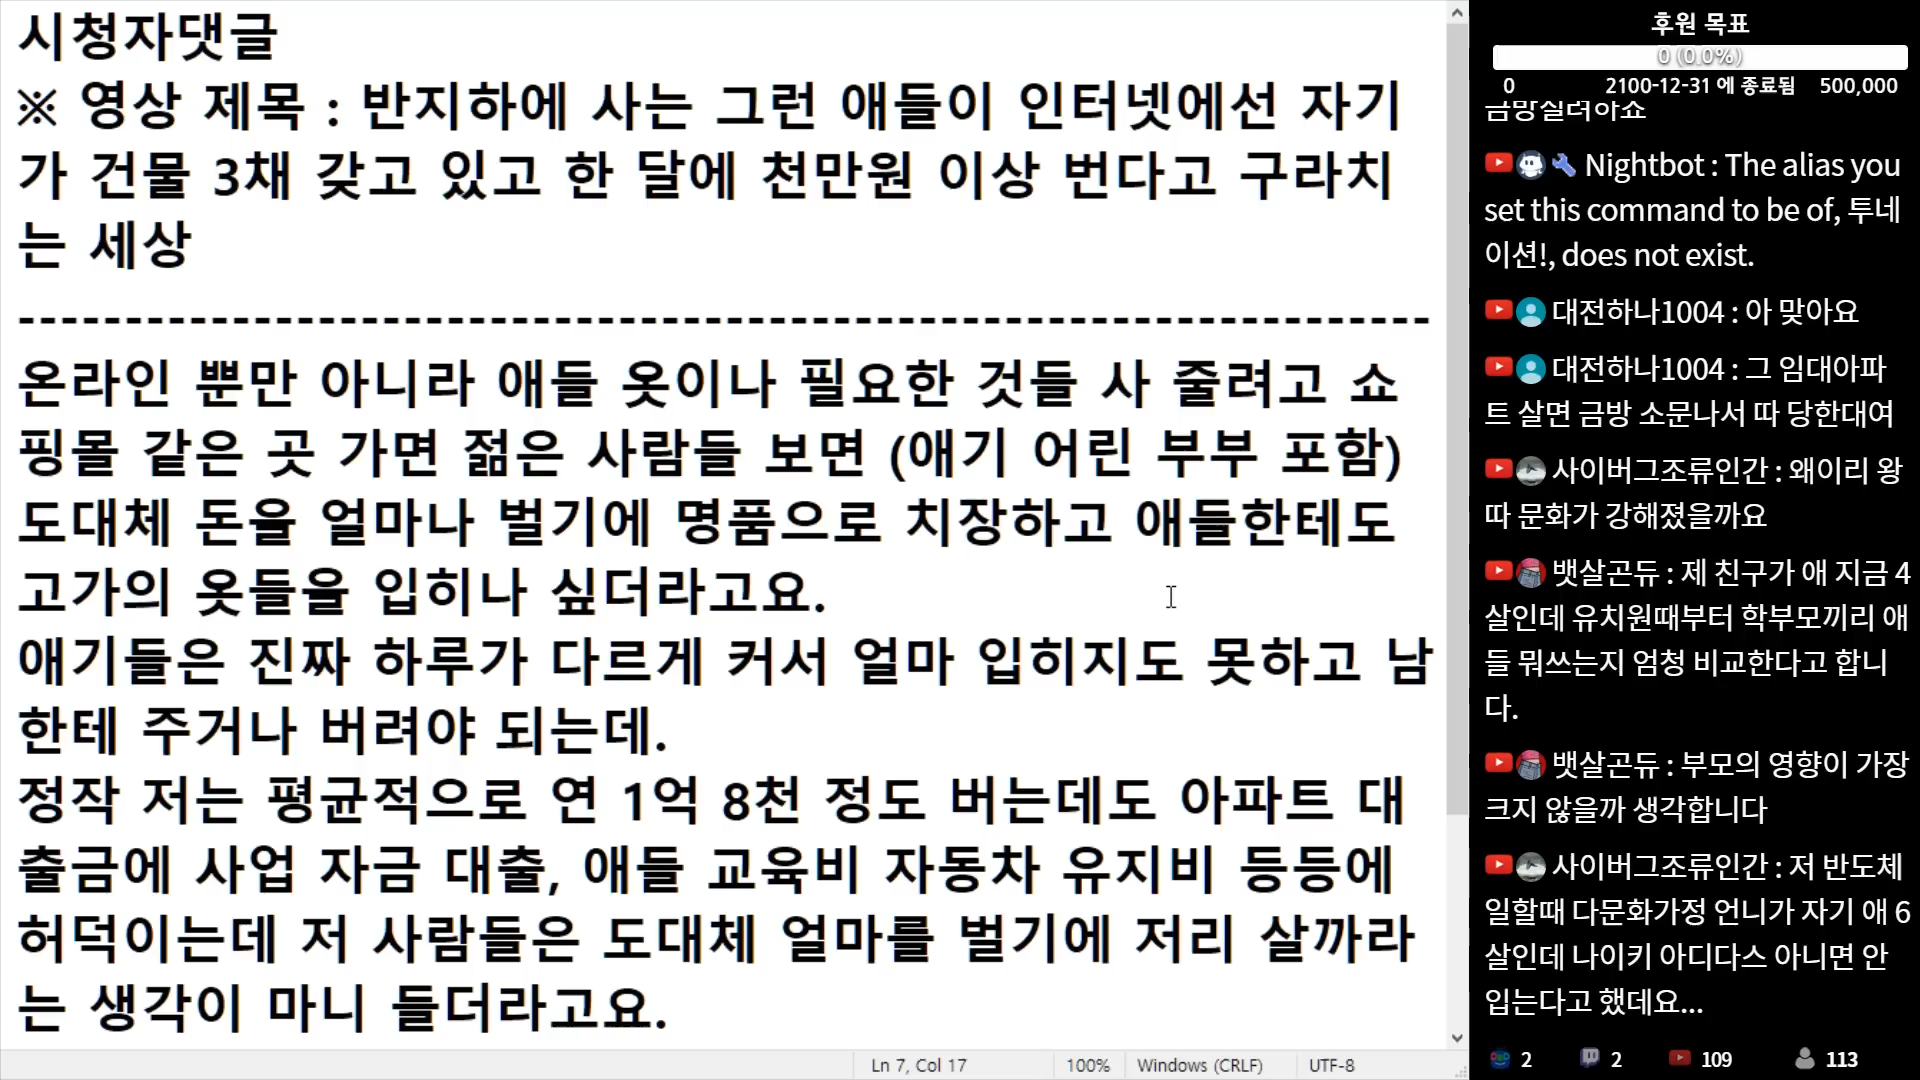 시청자댓글
※ 영상 제목 : 반지하에 사는 그런 애들이 인터넷에선 자기
가 건물 3채 갖고 있고 한 달에 천만원 이상 번다고 구라치
는 세상
--------------------------------------------------------
온라인 뿐만 아니라 애들 옷이나 필요한 것들 사 줄려고 쇼
핑몰 같은 곳 가면 젊은 사람들 보면 (애기 어린 부부 포함)
도대체 돈을 얼마나 벌기에 명품으로 치장하고 애들한테도
고가의 옷들을 입히나 싶더라고요.
애기들은 진짜 하루가 다르게 커서 얼마 입히지도 못하고 남
한테 주거나 버려야 되는데.
정작 저는 평균적으로 연 1억 8천 정도 버는데도 아파트 대
출금에 사업 자금 대출, 애들 교육비 자동차 유지비 등등에
허덕이는데 저 사람들은 도대체 얼마를 벌기에 저리 살까라
는 생각이 마니 들더라고요.
Ln 7, Col 17
100%
Windows (CRLF)
UTF-8
후원 목표
0 (0.0%)
0 2100-12-31 에 종료됨 500,000
Nightbot : The alias you
set this command to be of, 투네
이션!, does not exist.
대전하나1004 : 아 맞아요
대전하나1004 : 그 임대아파
트 살면 금방 소문나서 따 당한대여
사이버그조류인간 : 왜이리 왕
따 문화가 강해졌을까요
뱃살곤듀 : 제 친구가 애 지금 4
살인데 유치원때부터 학부모끼리 애
들 뭐쓰는지 엄청 비교한다고 합니
다.
뱃살곤듀 : 부모의 영향이 가장
크지 않을까 생각합니다
사이버그조류인간 : 저 반도체
일할때 다문화가정 언니가 자기 애 6
살인데 나이키 아디다스 아니면 안
입는다고 했데요...
2 2 109 113